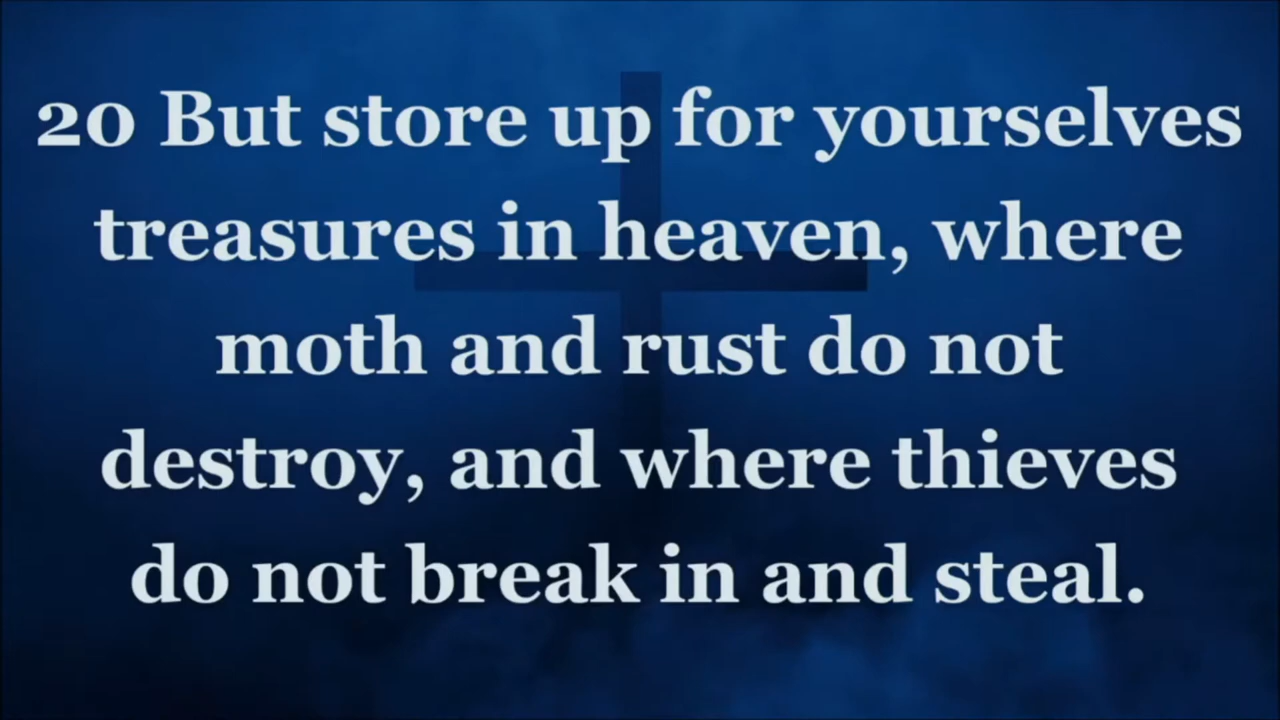 20 But store up for yourselves
treasures in heaven, where
moth and rust do not
destroy, and where thieves
do not break in and steal.